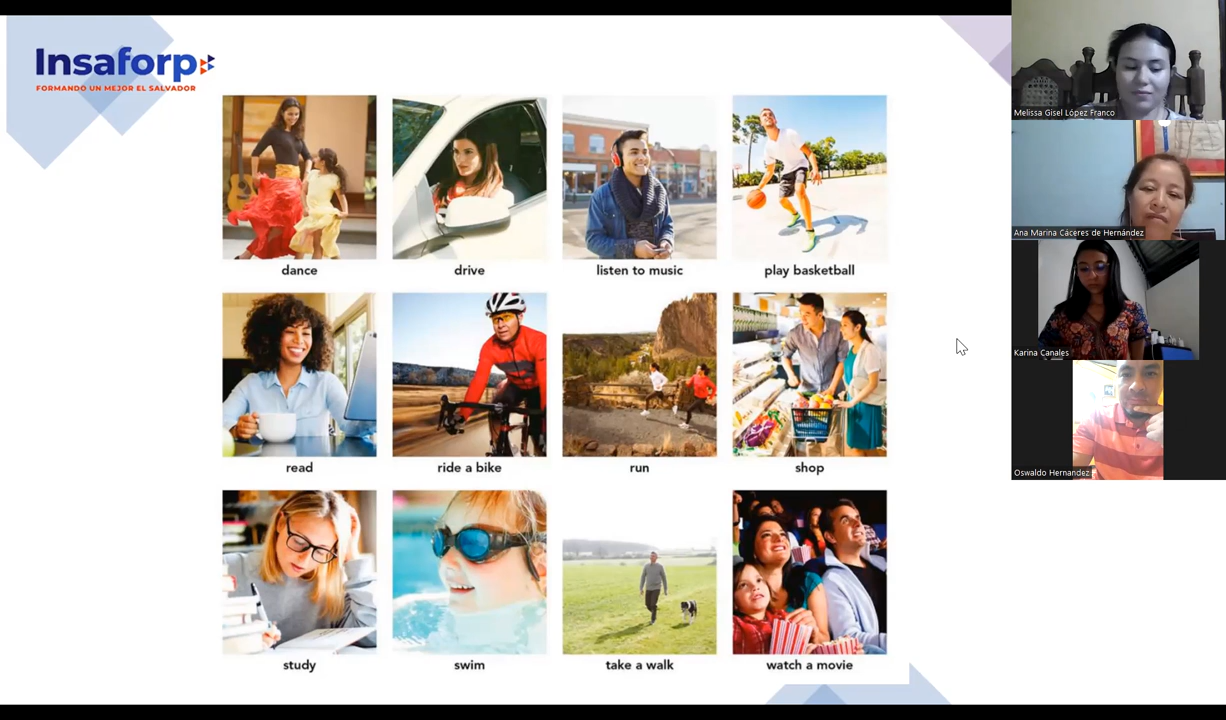 Insaforp
FORMANDO UN MEJOR EL SALVADOR
dance
drive
listen to music
play basketball
read
ride a bike
run
shop
study
swim
take a walk
watch a movie
Melissa Gisel López Franco
Ana Marina Cáceres de Hernández
Karina Canales
Oswaldo Hernandez